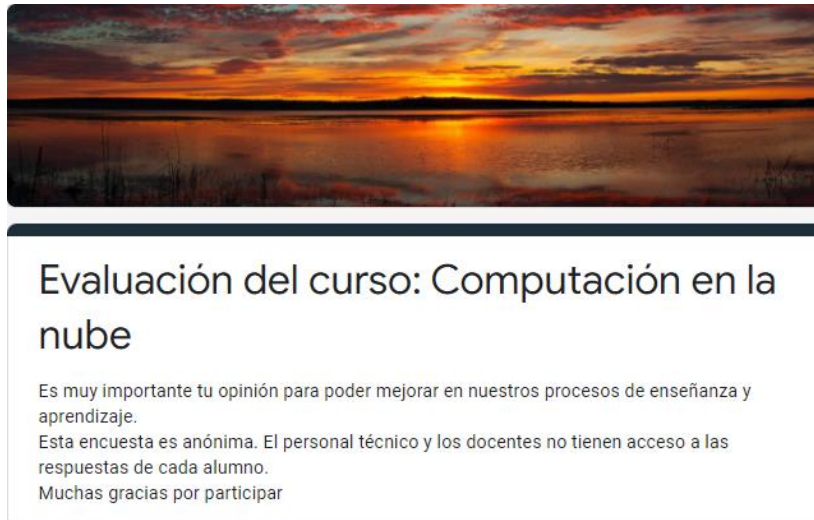 Evaluación del curso: Computación en la
nube
Es muy importante tu opinión para poder mejorar en nuestros procesos de enseñanza y
aprendizaje.
Esta encuesta es anónima. El personal técnico y los docentes no tienen acceso a las
respuestas de cada alumno.
Muchas gracias por participar